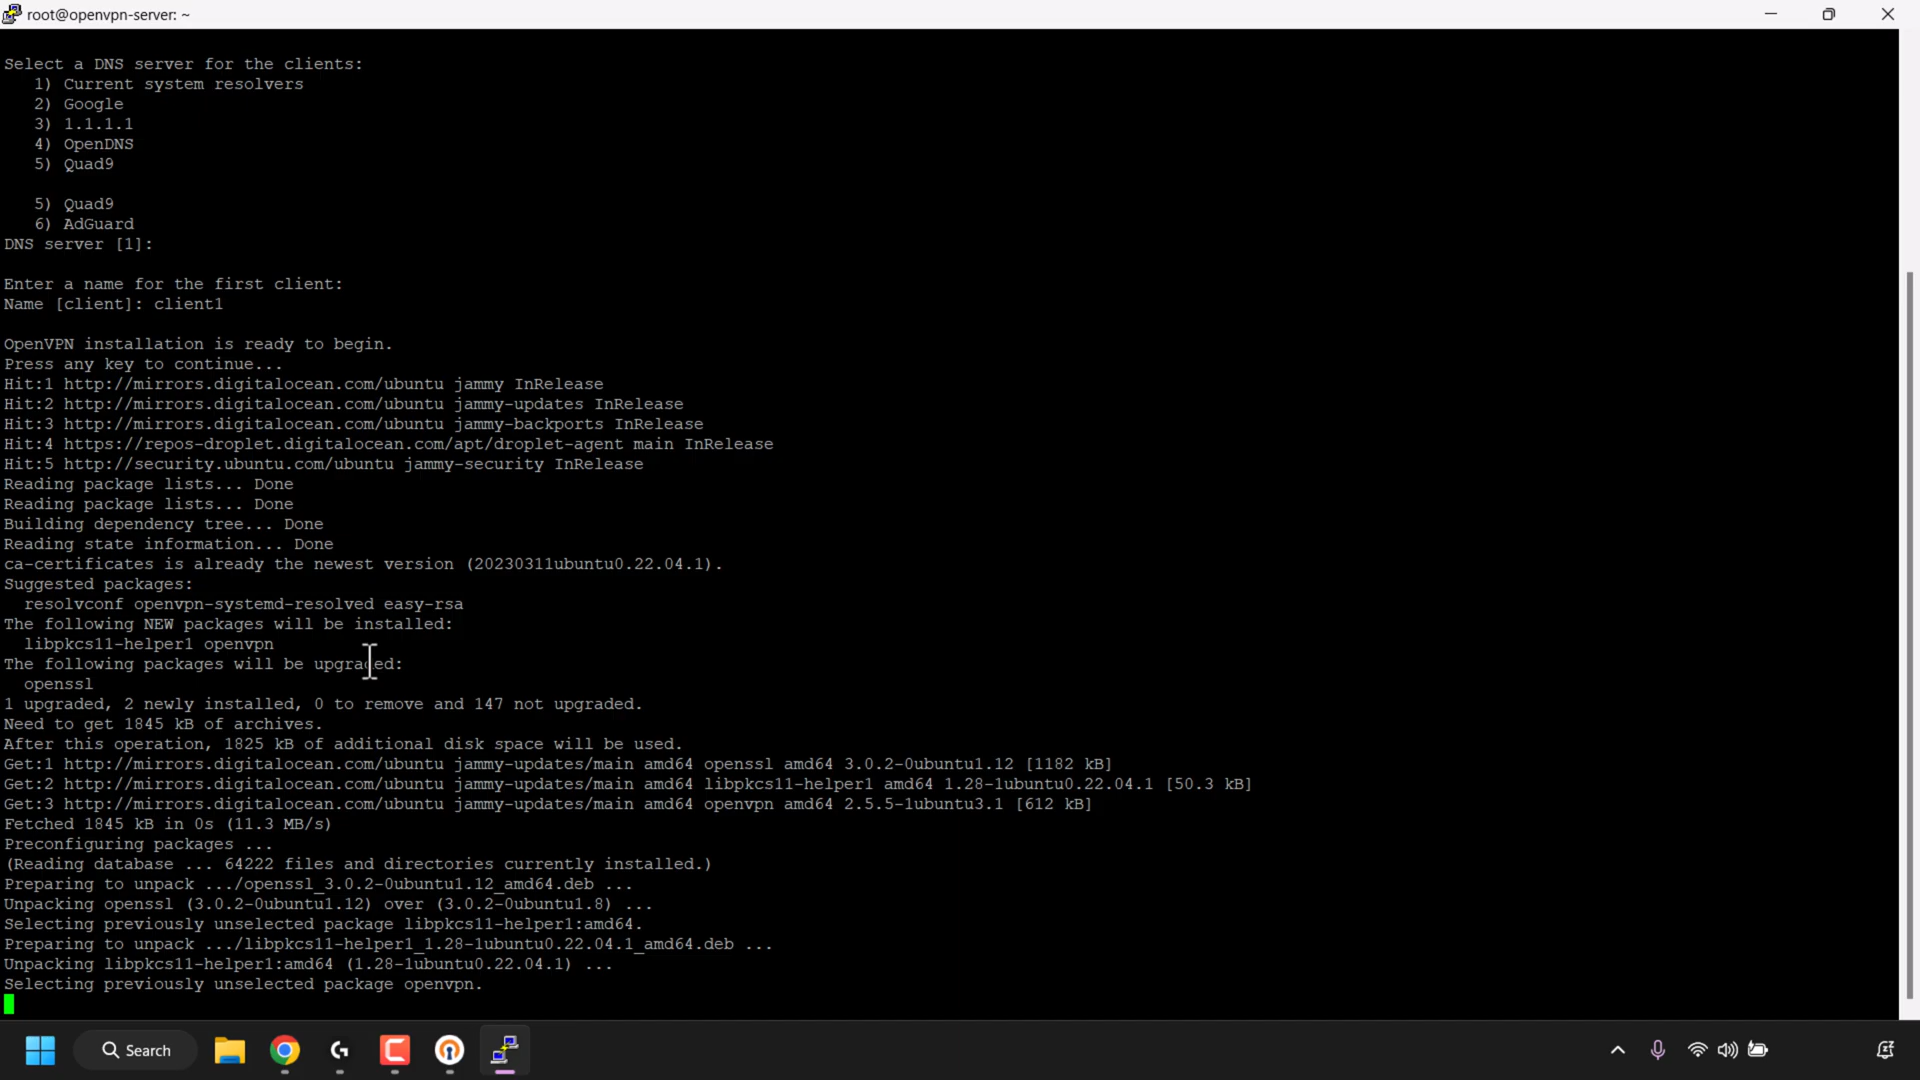 root@openvpn-server: ~
Select a DNS server for the clients:
   1) Current system resolvers
   2) Google
   3) 1.1.1.1
   4) OpenDNS
   5) Quad9
   5) Quad9
   6) AdGuard
DNS server [1]:
Enter a name for the first client:
Name [client]: client1
OpenVPN installation is ready to begin.
Press any key to continue...
Hit:1 http://mirrors.digitalocean.com/ubuntu jammy InRelease
Hit:2 http://mirrors.digitalocean.com/ubuntu jammy-updates InRelease
Hit:3 http://mirrors.digitalocean.com/ubuntu jammy-backports InRelease
Hit:4 https://repos-droplet.digitalocean.com/apt/droplet-agent main InRelease
Hit:5 http://security.ubuntu.com/ubuntu jammy-security InRelease
Reading package lists... Done
Reading package lists... Done
Building dependency tree... Done
Reading state information... Done
ca-certificates is already the newest version (20230311ubuntu0.22.04.1).
Suggested packages:
  resolvconf openvpn-systemd-resolved easy-rsa
The following NEW packages will be installed:
  libpkcs11-helper1 openvpn
The following packages will be upgraded:
  openssl
1 upgraded, 2 newly installed, 0 to remove and 147 not upgraded.
Need to get 1845 kB of archives.
After this operation, 1825 kB of additional disk space will be used.
Get:1 http://mirrors.digitalocean.com/ubuntu jammy-updates/main amd64 openssl amd64 3.0.2-0ubuntu1.12 [1182 kB]
Get:2 http://mirrors.digitalocean.com/ubuntu jammy-updates/main amd64 libpkcs11-helper1 amd64 1.28-1ubuntu0.22.04.1 [50.3 kB]
Get:3 http://mirrors.digitalocean.com/ubuntu jammy-updates/main amd64 openvpn amd64 2.5.5-1ubuntu3.1 [612 kB]
Fetched 1845 kB in 0s (11.3 MB/s)
Preconfiguring packages ...
(Reading database ... 64222 files and directories currently installed.)
Preparing to unpack .../openssl_3.0.2-0ubuntu1.12_amd64.deb ...
Unpacking openssl (3.0.2-0ubuntu1.12) over (3.0.2-0ubuntu1.8) ...
Selecting previously unselected package libpkcs11-helper1:amd64.
Preparing to unpack .../libpkcs11-helper1_1.28-1ubuntu0.22.04.1_amd64.deb ...
Unpacking libpkcs11-helper1:amd64 (1.28-1ubuntu0.22.04.1) ...
Selecting previously unselected package openvpn.
Search